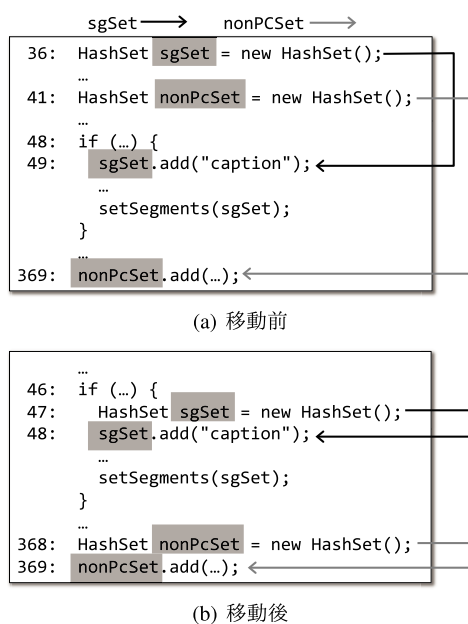 sgSet nonPCSet
36: HashSet sgSet = new HashSet();
…
41: HashSet nonPcSet = new HashSet();
…
48: if (…) {
49: sgSet.add("caption");
…
setSegments(sgSet);
}
…
369: nonPcSet.add(…);
(a) 移動前
…
46: if (…) {
47: HashSet sgSet = new HashSet();
48: sgSet.add("caption");
…
setSegments(sgSet);
}
…
368: HashSet nonPcSet = new HashSet();
369: nonPcSet.add(…);
(b) 移動後